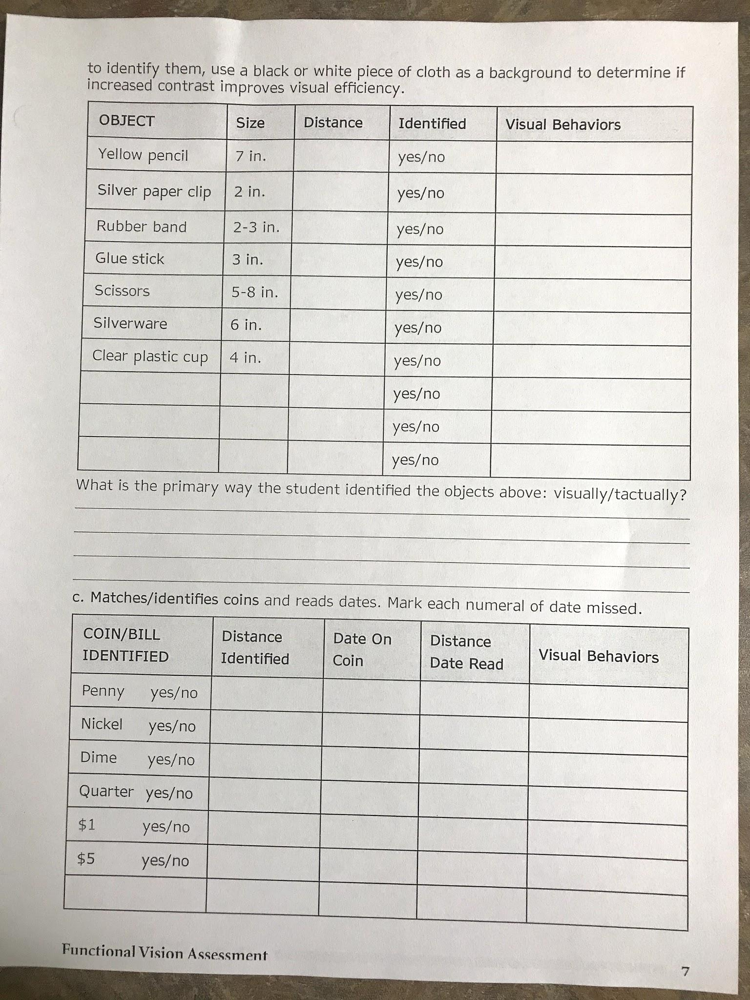 to identify them, use a black or white piece of cloth as a background to determine if
increased contrast improves visual efficiency.
OBJECT Size Distance Identified Visual Behaviors
Yellow pencil 7 in. yes/no
Silver paper clip 2 in. yes/no
Rubber band 2-3 in. yes/no
Glue stick 3 in. yes/no
Scissors 5-8 in. yes/no
Silverware 6 in. yes/no
Clear plastic cup 4 in. yes/no
yes/no
yes/no
yes/no
What is the primary way the student identified the objects above: visually/tactually?
c. Matches/identifies coins and reads dates. Mark each numeral of date missed.
COIN/BILL IDENTIFIED Distance Identified Date On Coin Distance Date Read Visual Behaviors
Penny yes/no
Nickel yes/no
Dime yes/no
Quarter yes/no
$1 yes/no
$5 yes/no
Functional Vision Assessment
7